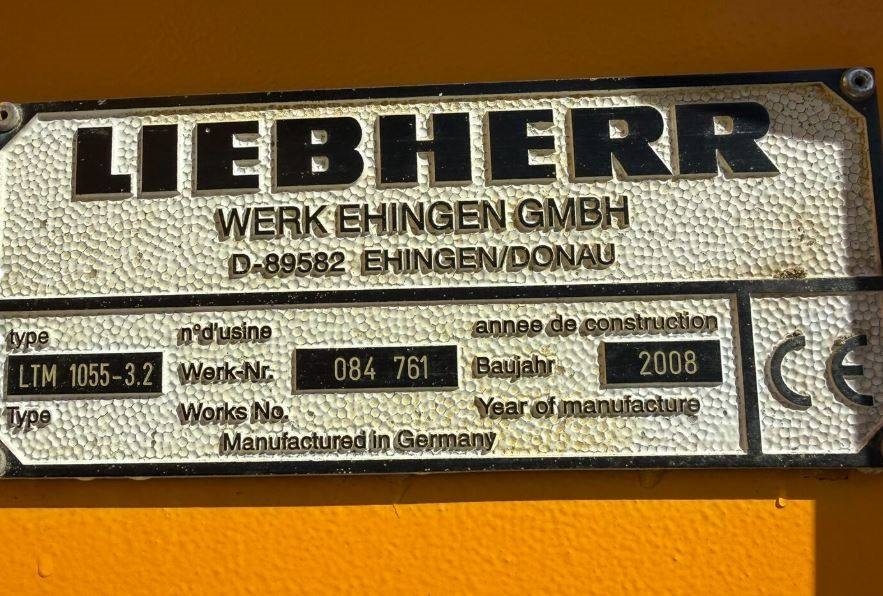 LIEBHERR
WERK EHINGEN GMBH
D-89582 EHINGEN/DONAU
type n°d'usine annee de construction
LTM 1055-3.2 Werk-Nr. 084 761 Baujahr 2008
Type Works No. Year of manufacture
Manufactured in Germany
CE